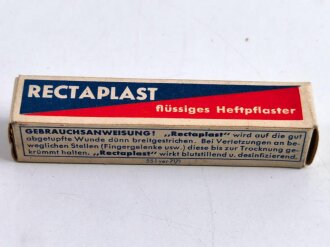 RECTAPLAST
flüssiges Heftpflaster
GEBRAUCHSANWEISUNG! „Rectaplast" wird auf die gut
abgetupfte Wunde dünn breitgestrichen. Bei Verletzungen an be-
weglichen Stellen (Fingergelenke usw.) diese bis zur Trocknung ge-
krümmt halten. „Rectaplast" wirkt blutstillend u. desinfizierend.